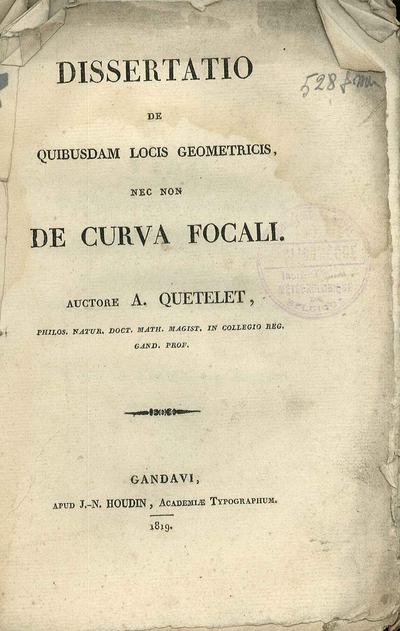 DISSERTATIO
528
DE
QUIBUSDAM LOCIS GEOMETRICIS,
NEC NON
DE CURVA FOCALI.
AUCTORE A. QUETELET,
PHILOS. NATUR. DOCT. MATH. MAGIST. IN COLLEGIO REG.
GAND. PROF.
GANDAVI,
APUD J.-N. HOUDIN, ACADEMIÆ TYPOGRAPHUM.
1819.